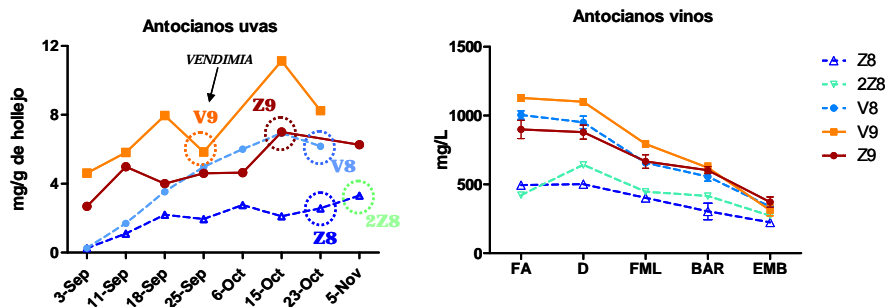 Antocianos uvas
mg/g de hollejo
12
8
4
0
VENDIMIA
V9
Z9
V8
Z8
2Z8
3-Sep
11-Sep
18-Sep
25-Sep
6-Oct
15-Oct
23-Oct
5-Nov
Antocianos vinos
mg/L
1500
1000
500
0
FA
D
FML
BAR
EMB
Z8
2Z8
V8
V9
Z9